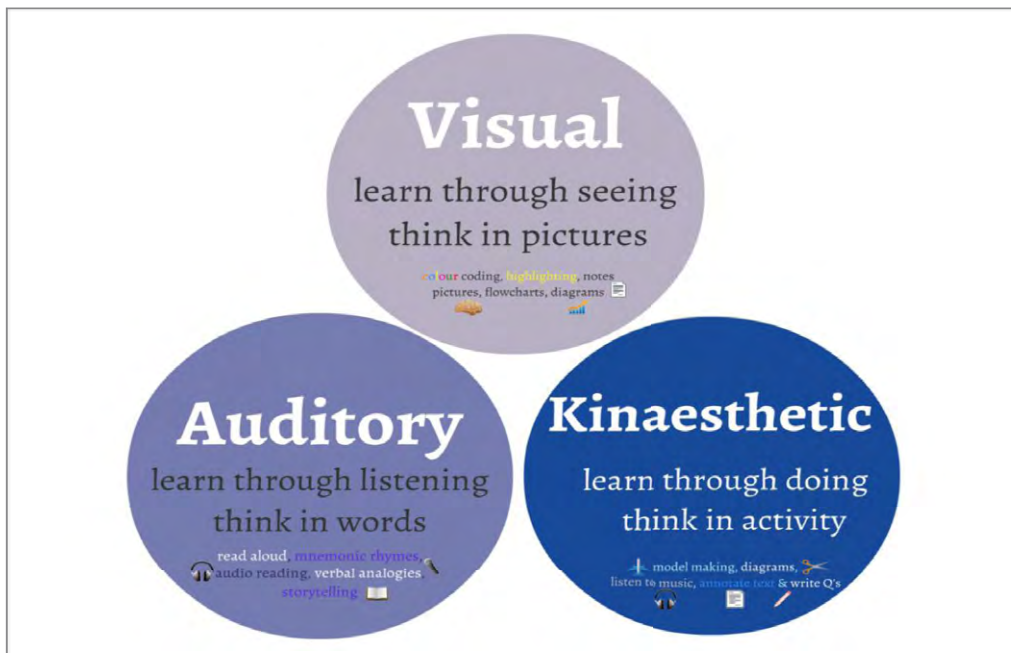 Visual
learn through seeing
think in pictures
colour coding, highlighting, notes
pictures, flowcharts, diagrams
Auditory
learn through listening
think in words
read aloud, mnemonic rhymes,
audio reading, verbal analogies,
storytelling
Kinaesthetic
learn through doing
think in activity
model making, diagrams,
listen to music, annotate text & write Q's